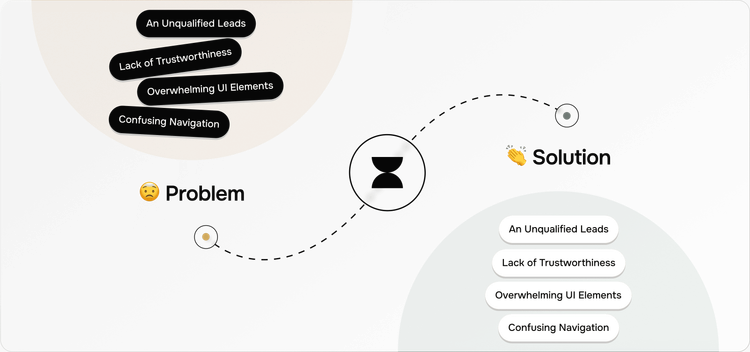 An Unqualified Leads
Lack of Trustworthiness
Overwhelming UI Elements
Confusing Navigation
Problem
Solution
An Unqualified Leads
Lack of Trustworthiness
Overwhelming UI Elements
Confusing Navigation